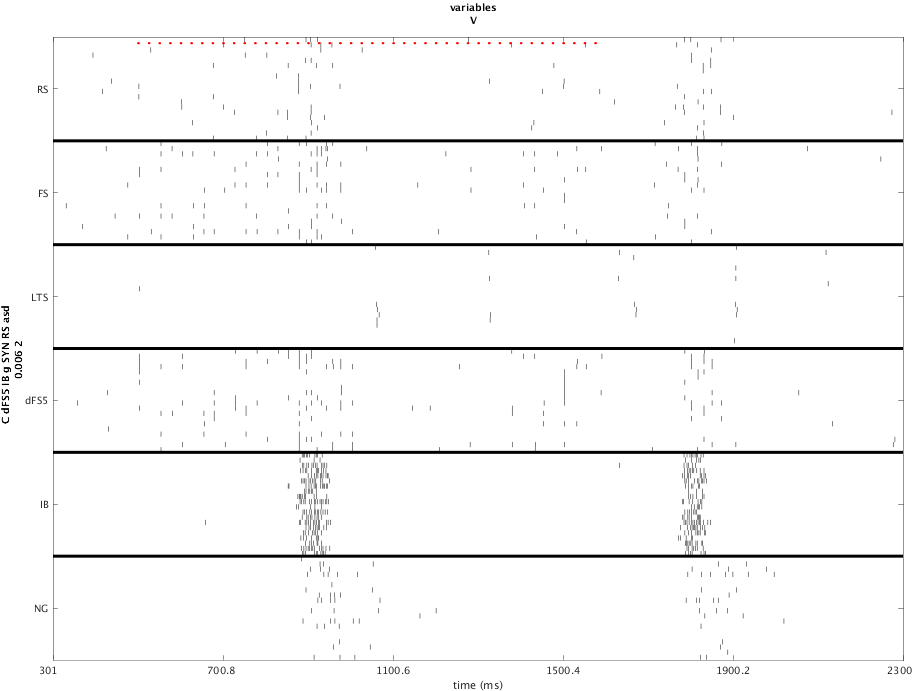 variables
V
RS
FS
LTS
dFS5
IB
NG
C dFS5 IB g SYN RS asd
0.006 2
301
700.8
1100.6
1500.4
1900.2
2300
time (ms)